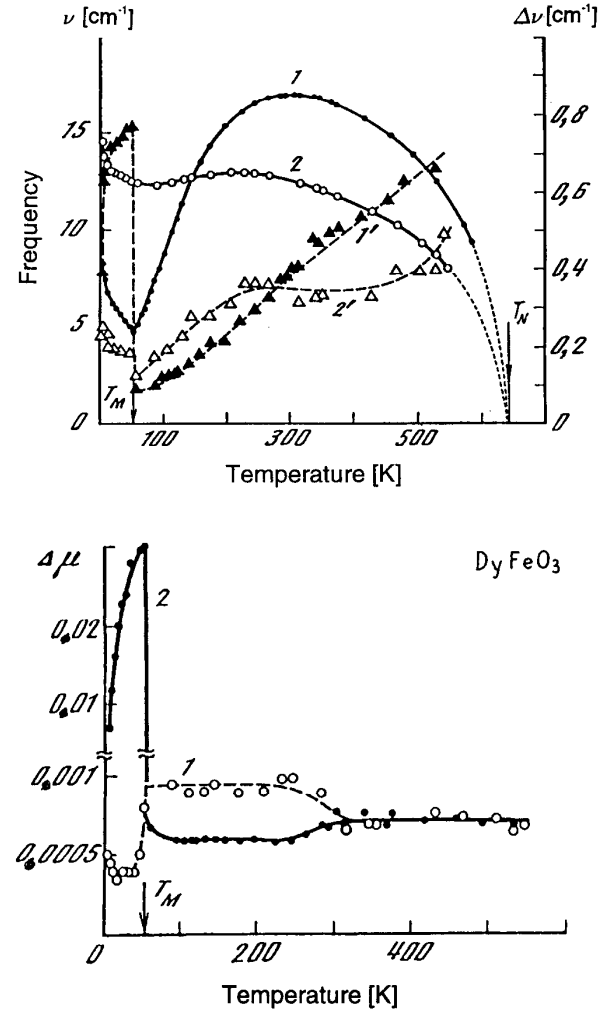 ν [cm⁻¹]
Δν [cm⁻¹]
1
15
0,8
2
0,6
Frequency
10
1'
0,4
5
2'
T_N
0,2
T_M
0
0
100
300
500
Temperature [K]
Δμ
DyFeO₃
2
0,02
0,01
0,001
1
0,0005
T_M
0
200
400
Temperature [K]